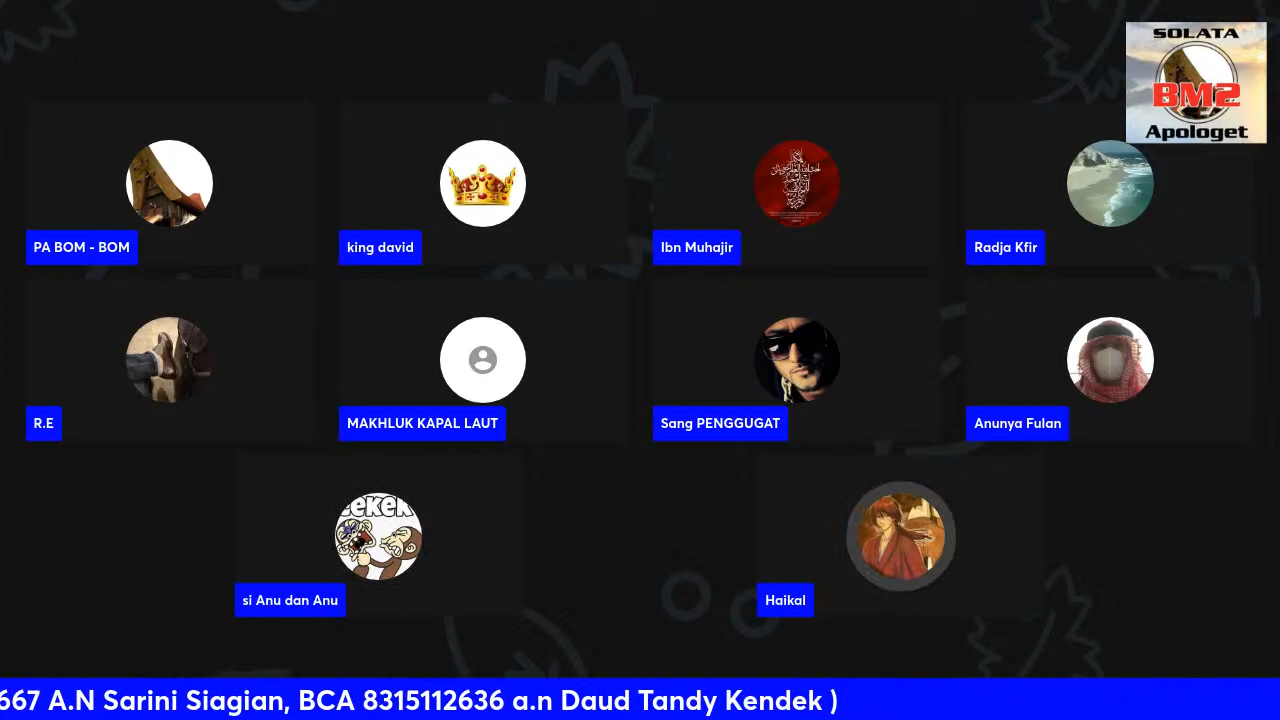 SOLATA
BM2
Apologet
PA BOM - BOM
king david
Ibn Muhajir
Radja Kfir
R.E
MAKHLUK KAPAL LAUT
Sang PENGGUGAT
Anunya Fulan
si Anu dan Anu
Haikal
667 A.N Sarini Siagian, BCA 8315112636 a.n Daud Tandy Kendek )